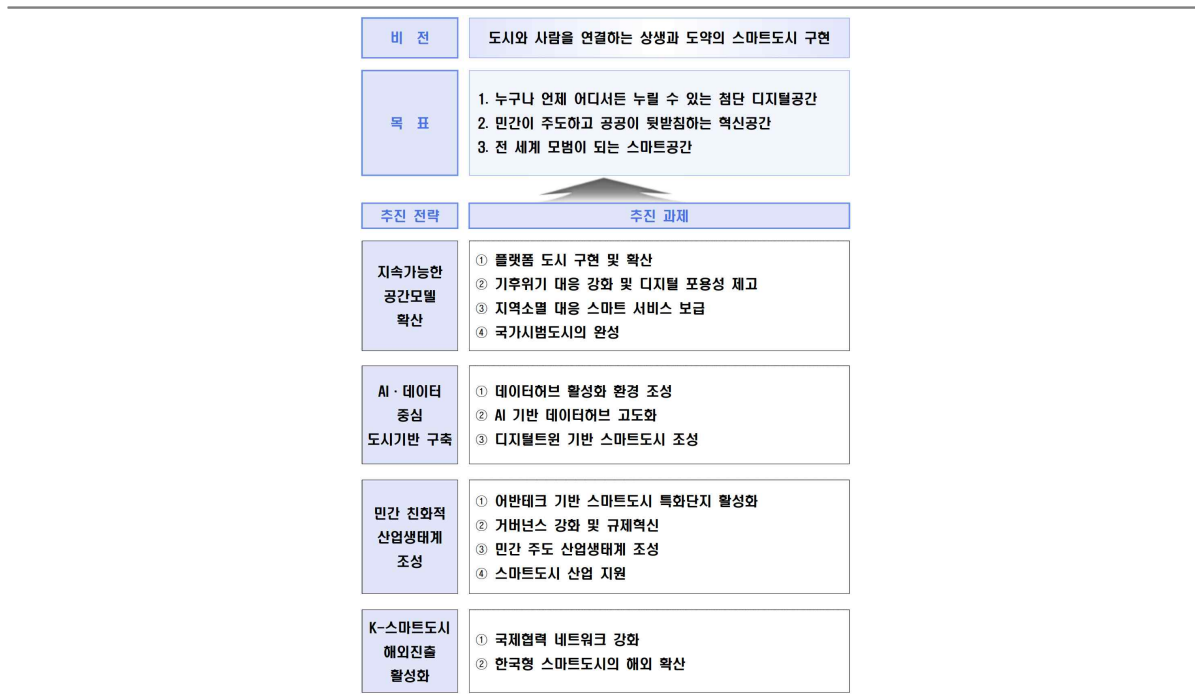 비 전
도시와 사람을 연결하는 상생과 도약의 스마트도시 구현
목 표
1. 누구나 언제 어디서든 누릴 수 있는 첨단 디지털공간
2. 민간이 주도하고 공공이 뒷받침하는 혁신공간
3. 전 세계 모범이 되는 스마트공간
추진 전략
추진 과제
지속가능한
공간모델
확산
① 플랫폼 도시 구현 및 확산
② 기후위기 대응 강화 및 디지털 포용성 제고
③ 지역소멸 대응 스마트 서비스 보급
④ 국가시범도시의 완성
AI · 데이터
중심
도시기반 구축
① 데이터허브 활성화 환경 조성
② AI 기반 데이터허브 고도화
③ 디지털트윈 기반 스마트도시 조성
민간 친화적
산업생태계
조성
① 어반테크 기반 스마트도시 특화단지 활성화
② 거버넌스 강화 및 규제혁신
③ 민간 주도 산업생태계 조성
④ 스마트도시 산업 지원
K-스마트도시
해외진출
활성화
① 국제협력 네트워크 강화
② 한국형 스마트도시의 해외 확산